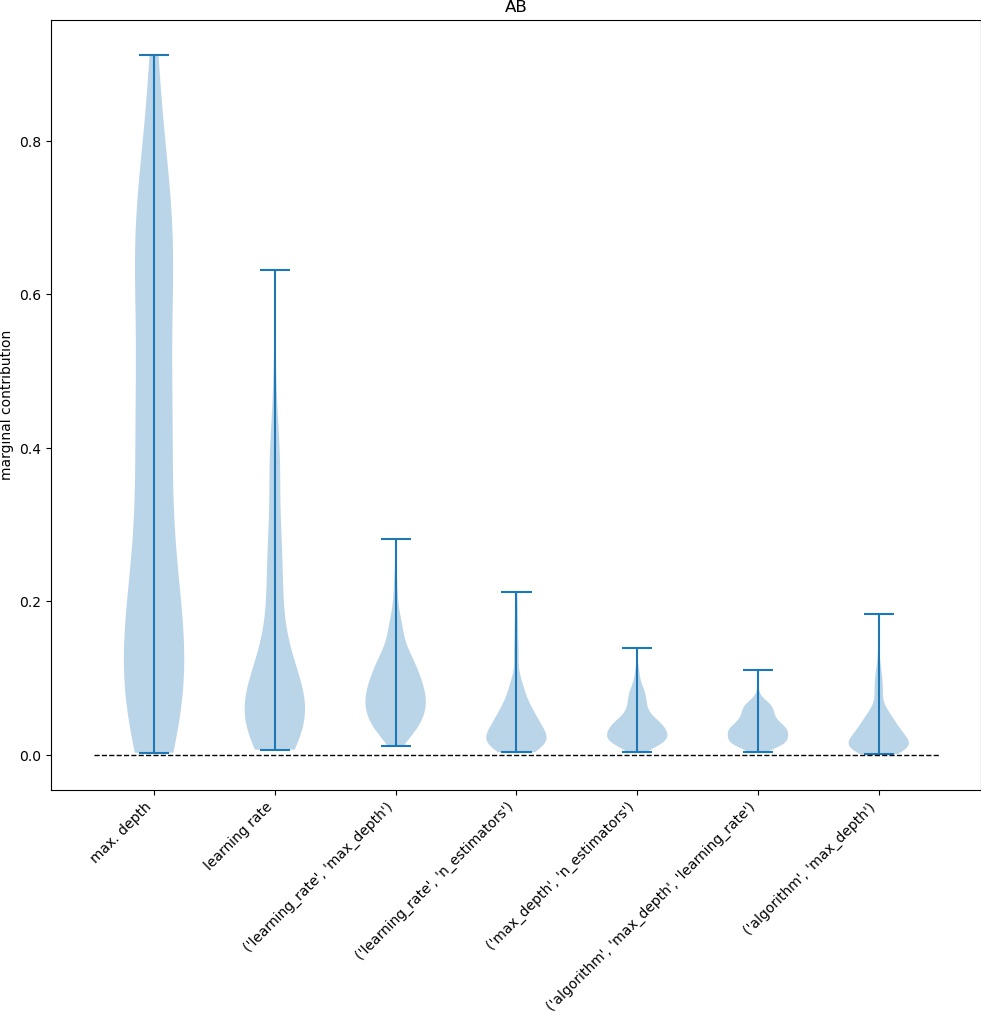 AB
marginal contribution
0.8
0.6
0.4
0.2
0.0
max. depth
learning rate
('learning_rate', 'max_depth')
('learning_rate', 'n_estimators')
('max_depth', 'n_estimators')
('algorithm', 'max_depth', 'learning_rate')
('algorithm', 'max_depth')